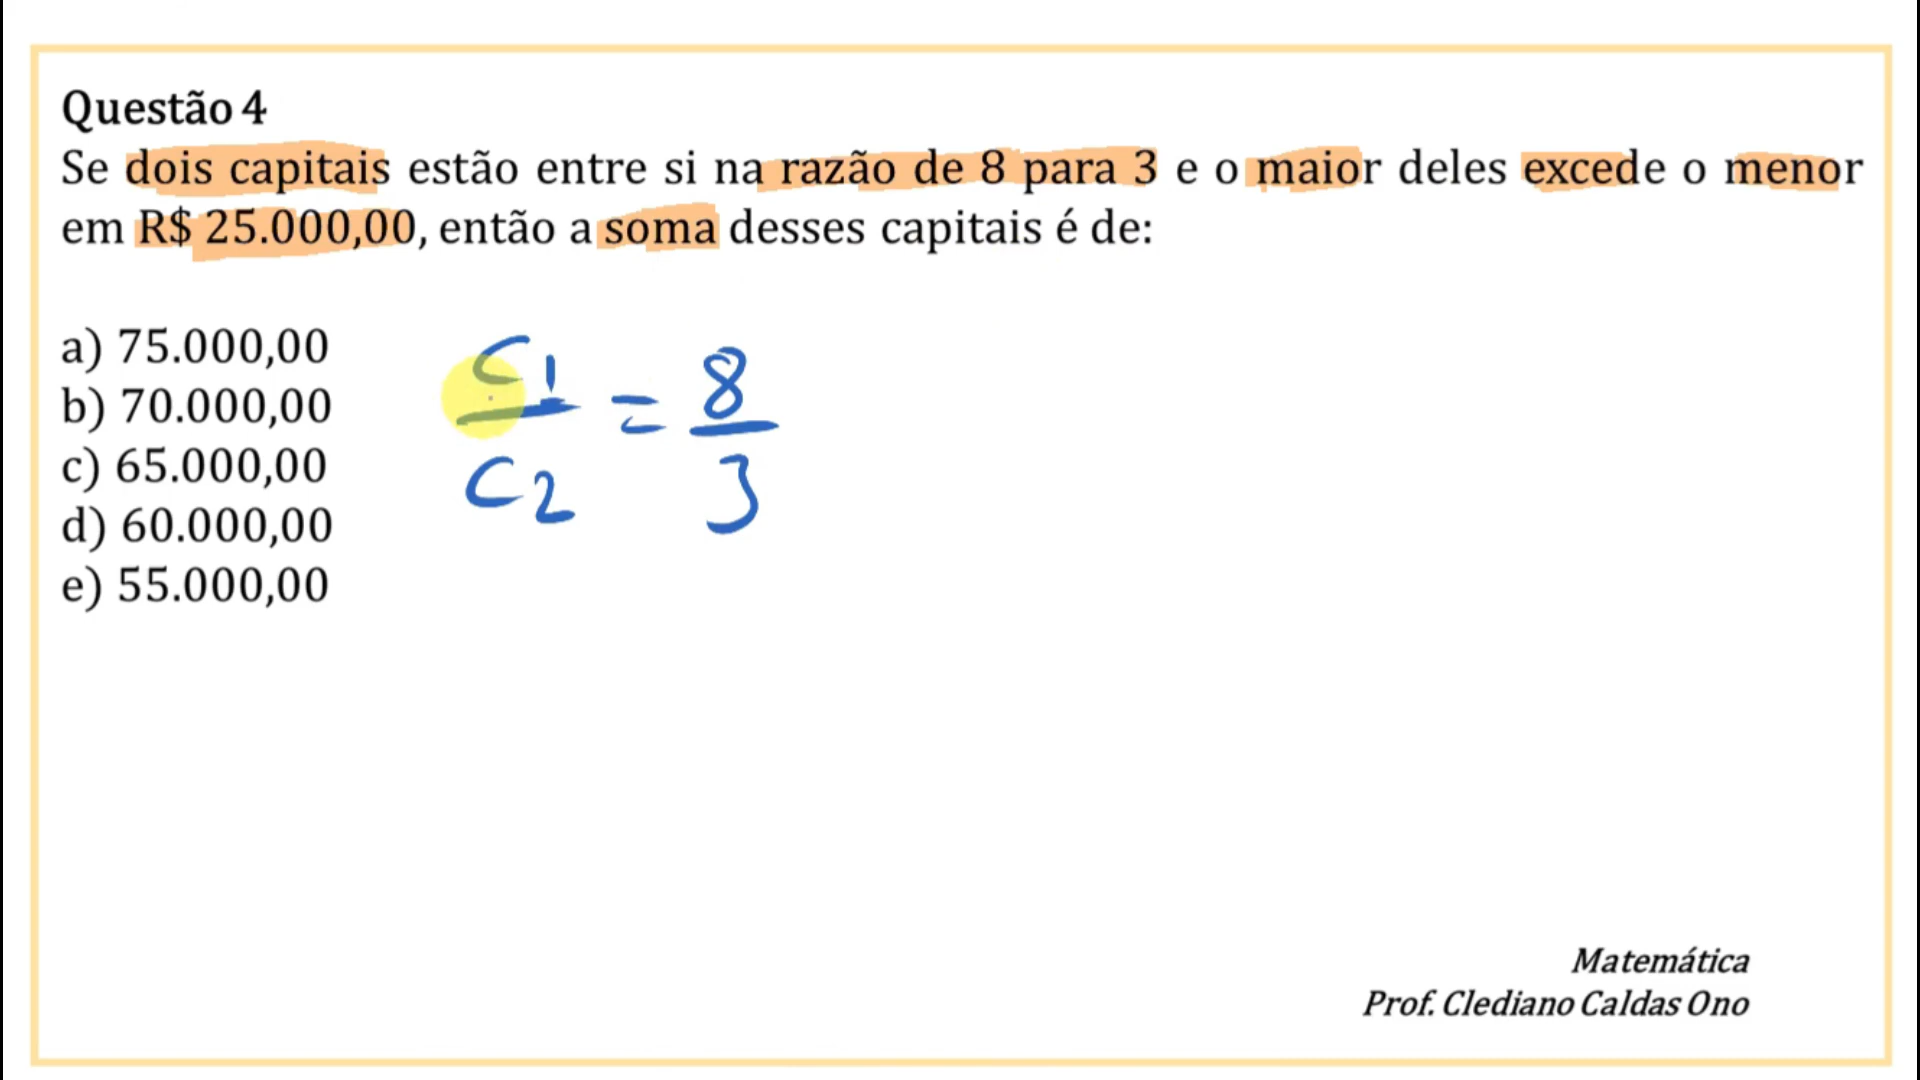 Questão 4
Se dois capitais estão entre si na razão de 8 para 3 e o maior deles excede o menor
em R$ 25.000,00, então a soma desses capitais é de:
a) 75.000,00
b) 70.000,00
c) 65.000,00
d) 60.000,00
e) 55.000,00
C1 = 8
C2 3
Matemática
Prof. Clediano Caldas Ono